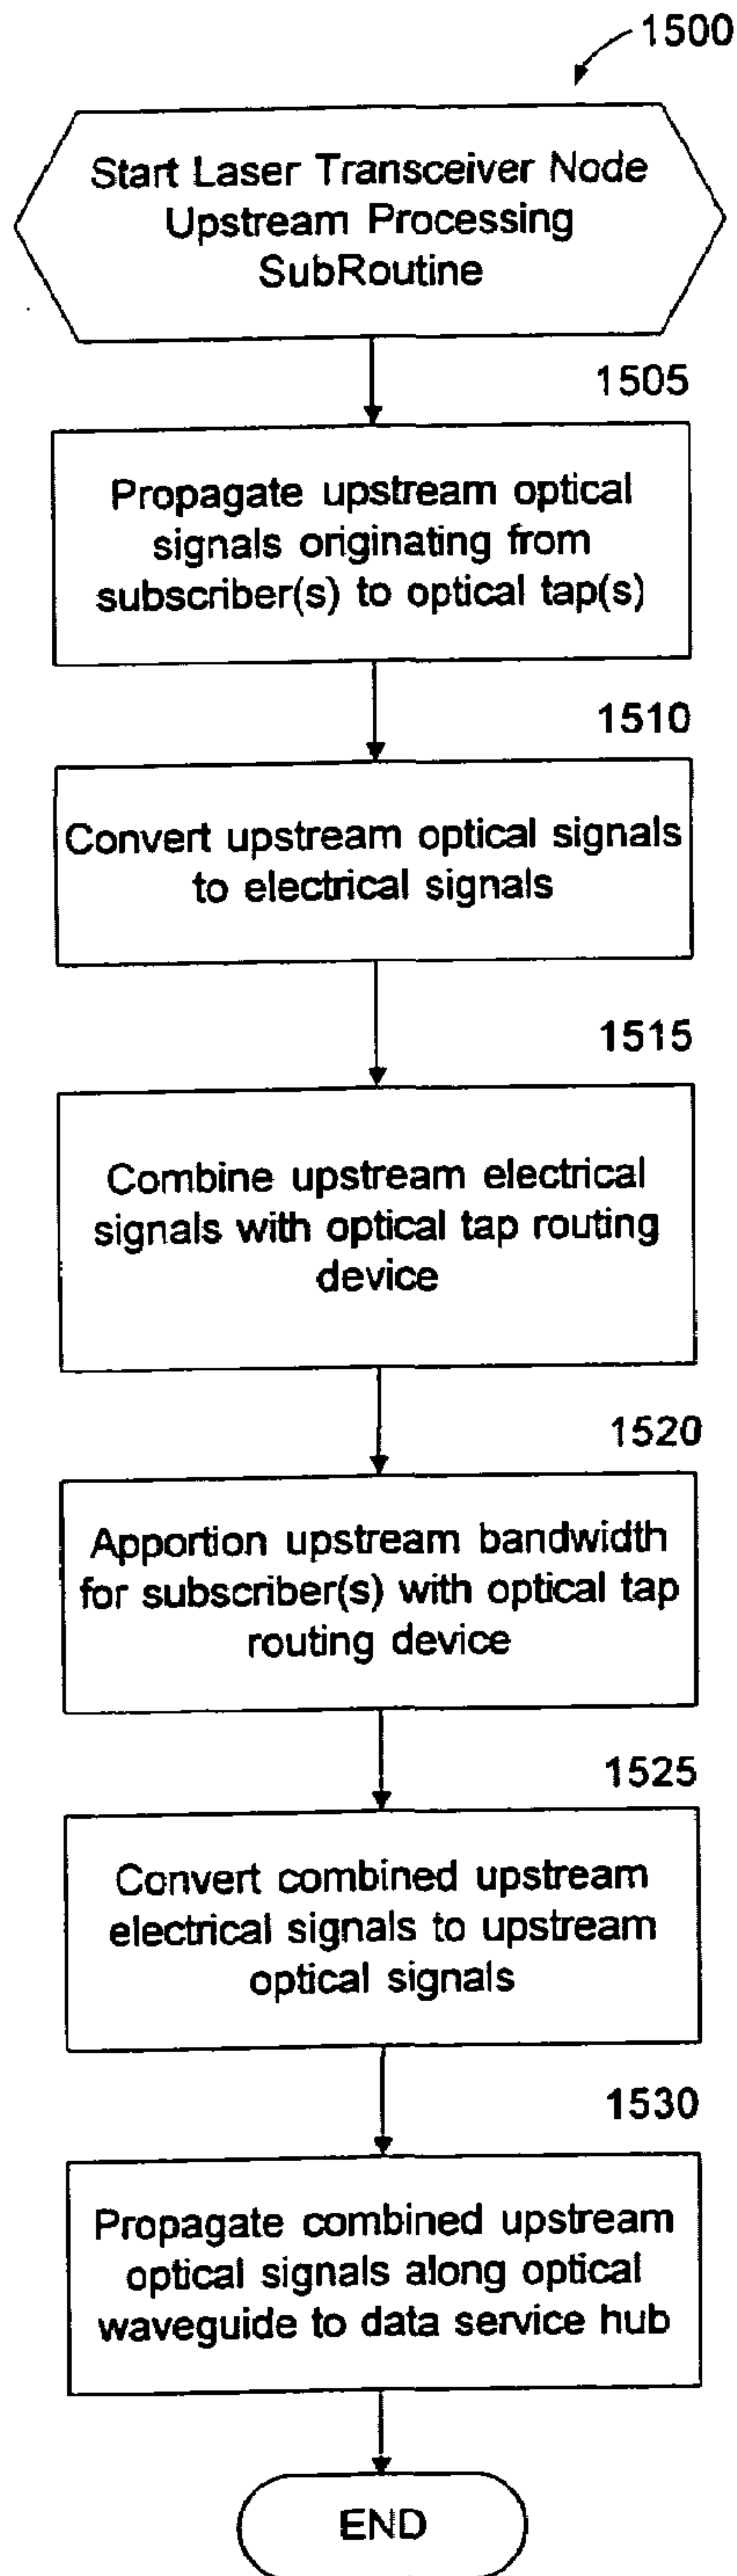 1500
Start Laser Transceiver Node
Upstream Processing
SubRoutine
1505
Propagate upstream optical
signals originating from
subscriber(s) to optical tap(s)
1510
Convert upstream optical signals
to electrical signals
1515
Combine upstream electrical
signals with optical tap routing
device
1520
Apportion upstream bandwidth
for subscriber(s) with optical tap
routing device
1525
Convert combined upstream
electrical signals to upstream
optical signals
1530
Propagate combined upstream
optical signals along optical
waveguide to data service hub
END